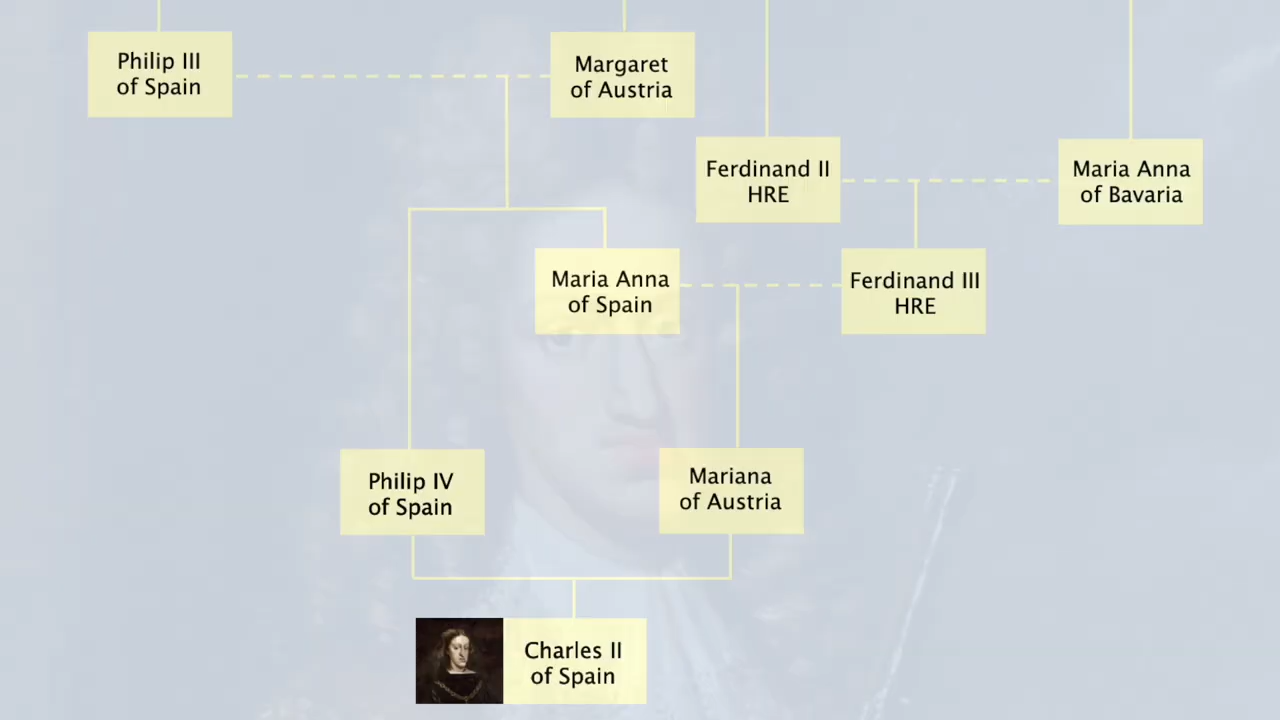 Philip III
of Spain
Margaret
of Austria
Ferdinand II
HRE
Maria Anna
of Bavaria
Maria Anna
of Spain
Ferdinand III
HRE
Philip IV
of Spain
Mariana
of Austria
Charles II
of Spain